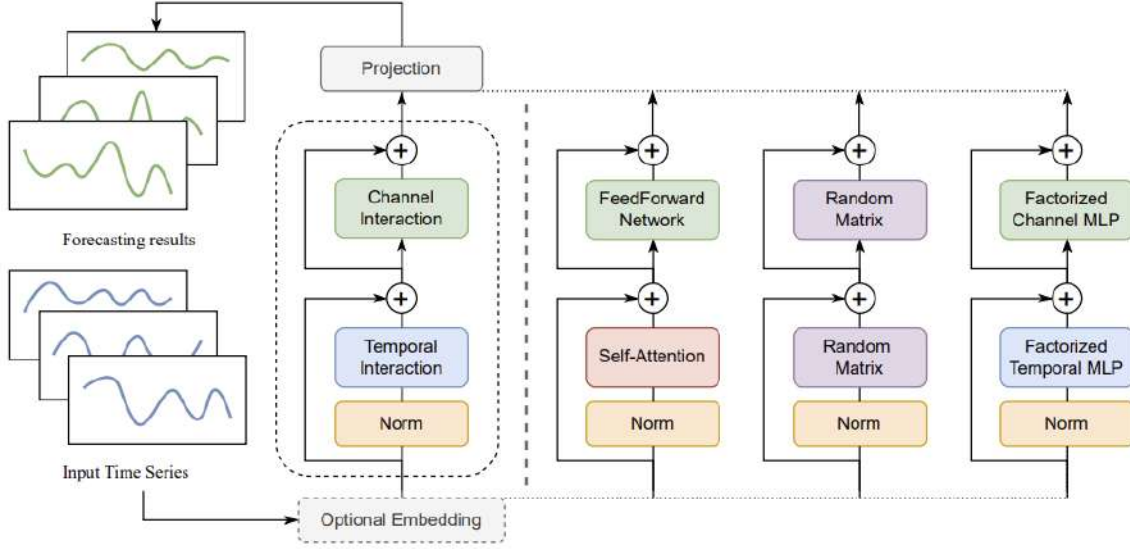 Projection
Forecasting results
Channel
Interaction
Temporal
Interaction
Norm
Input Time Series
Optional Embedding
FeedForward
Network
Self-Attention
Norm
Random
Matrix
Random
Matrix
Norm
Factorized
Channel MLP
Factorized
Temporal MLP
Norm